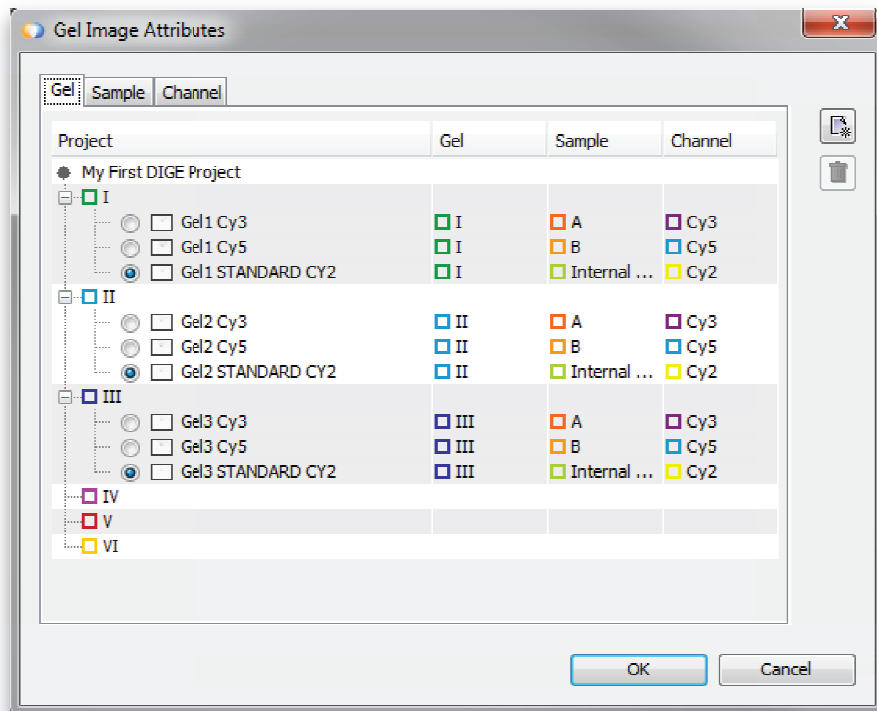 Gel Image Attributes
Gel Sample Channel
Project Gel Sample Channel
My First DIGE Project
I
Gel1 Cy3 I A Cy3
Gel1 Cy5 I B Cy5
Gel1 STANDARD CY2 I Internal ... Cy2
II
Gel2 Cy3 II A Cy3
Gel2 Cy5 II B Cy5
Gel2 STANDARD CY2 II Internal ... Cy2
III
Gel3 Cy3 III A Cy3
Gel3 Cy5 III B Cy5
Gel3 STANDARD CY2 III Internal ... Cy2
IV
V
VI
OK Cancel